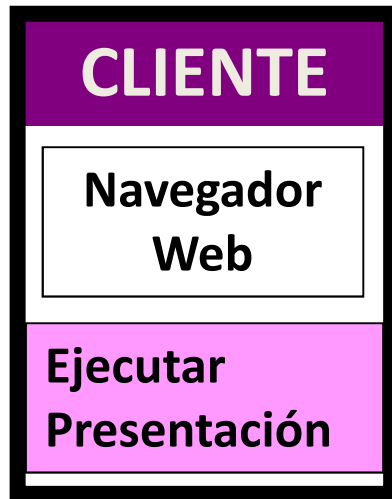 CLIENTE
Navegador
Web
Ejecutar
Presentación